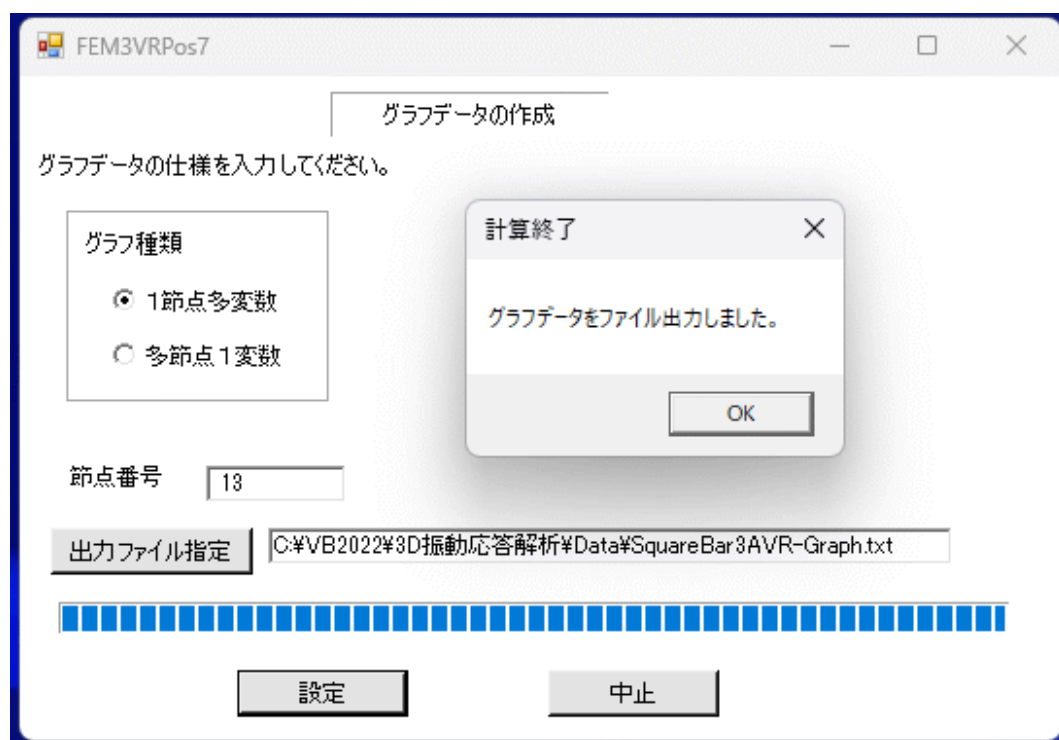 FEM3VRPos7
グラフデータの作成
グラフデータの仕様を入力してください。
グラフ種類
1節点多変数
多節点1変数
計算終了
グラフデータをファイル出力しました。
OK
節点番号
13
出力ファイル指定
C:¥VB2022¥3D振動応答解析¥Data¥SquareBar3AVR-Graph.txt
設定
中止